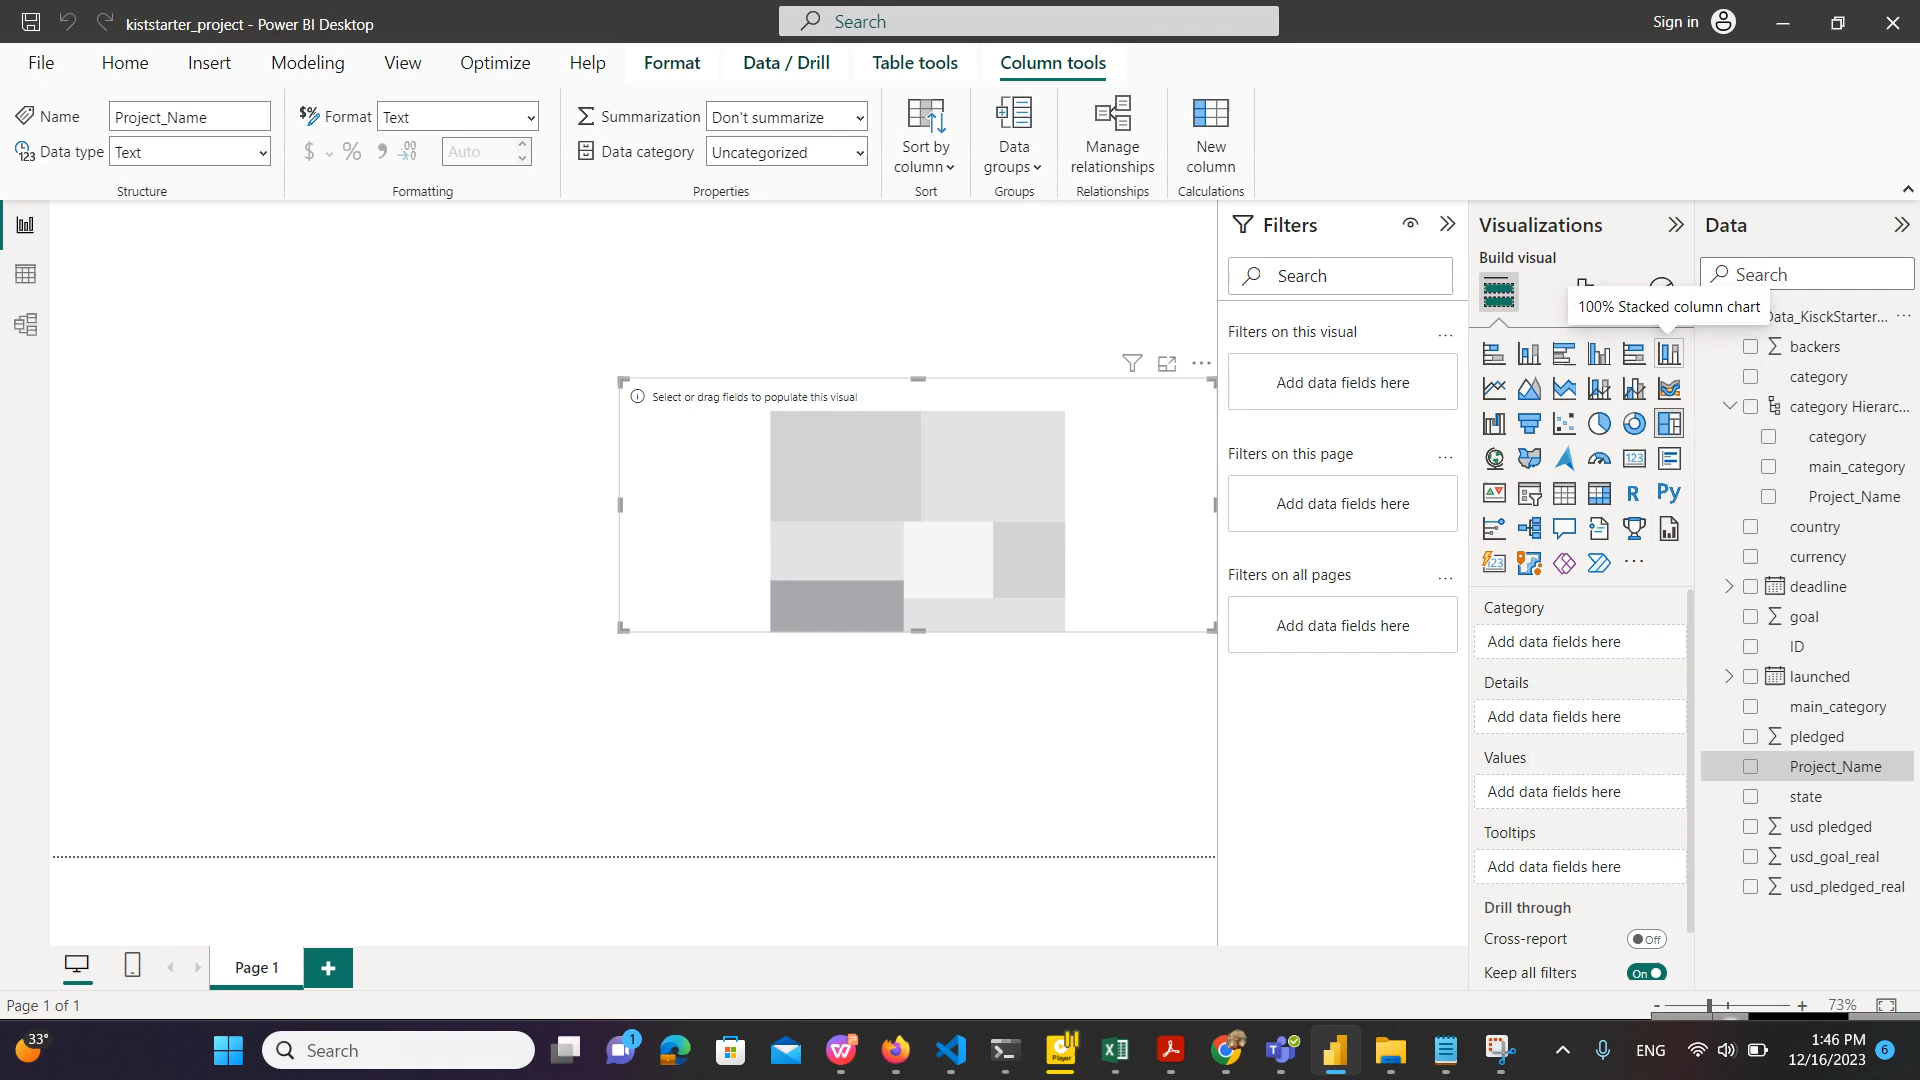 kiststarter_project - Power BI Desktop
Search
Sign in
File
Home
Insert
Modeling
View
Optimize
Help
Format
Data / Drill
Table tools
Column tools
Name
Project_Name
Data type
Text
Structure
Format
Text
$
%
Auto
Formatting
Summarization
Don't summarize
Data category
Uncategorized
Properties
Sort by
column
Sort
Data
groups
Groups
Manage
relationships
Relationships
New
column
Calculations
Select or drag fields to populate this visual
Filters
Search
Filters on this visual
Add data fields here
Filters on this page
Add data fields here
Filters on all pages
Add data fields here
Visualizations
Build visual
100% Stacked column chart
123
R
Py
123
Category
Add data fields here
Details
Add data fields here
Values
Add data fields here
Tooltips
Add data fields here
Drill through
Cross-report
Off
Keep all filters
On
Data
Search
Data_KisckStarter...
backers
category
category Hierarc...
category
main_category
Project_Name
country
currency
deadline
goal
ID
launched
main_category
pledged
Project_Name
state
usd pledged
usd_goal_real
usd_pledged_real
Page 1
Page 1 of 1
- + 73%
33°
Search
1
Player
ENG
1:46 PM
12/16/2023
6